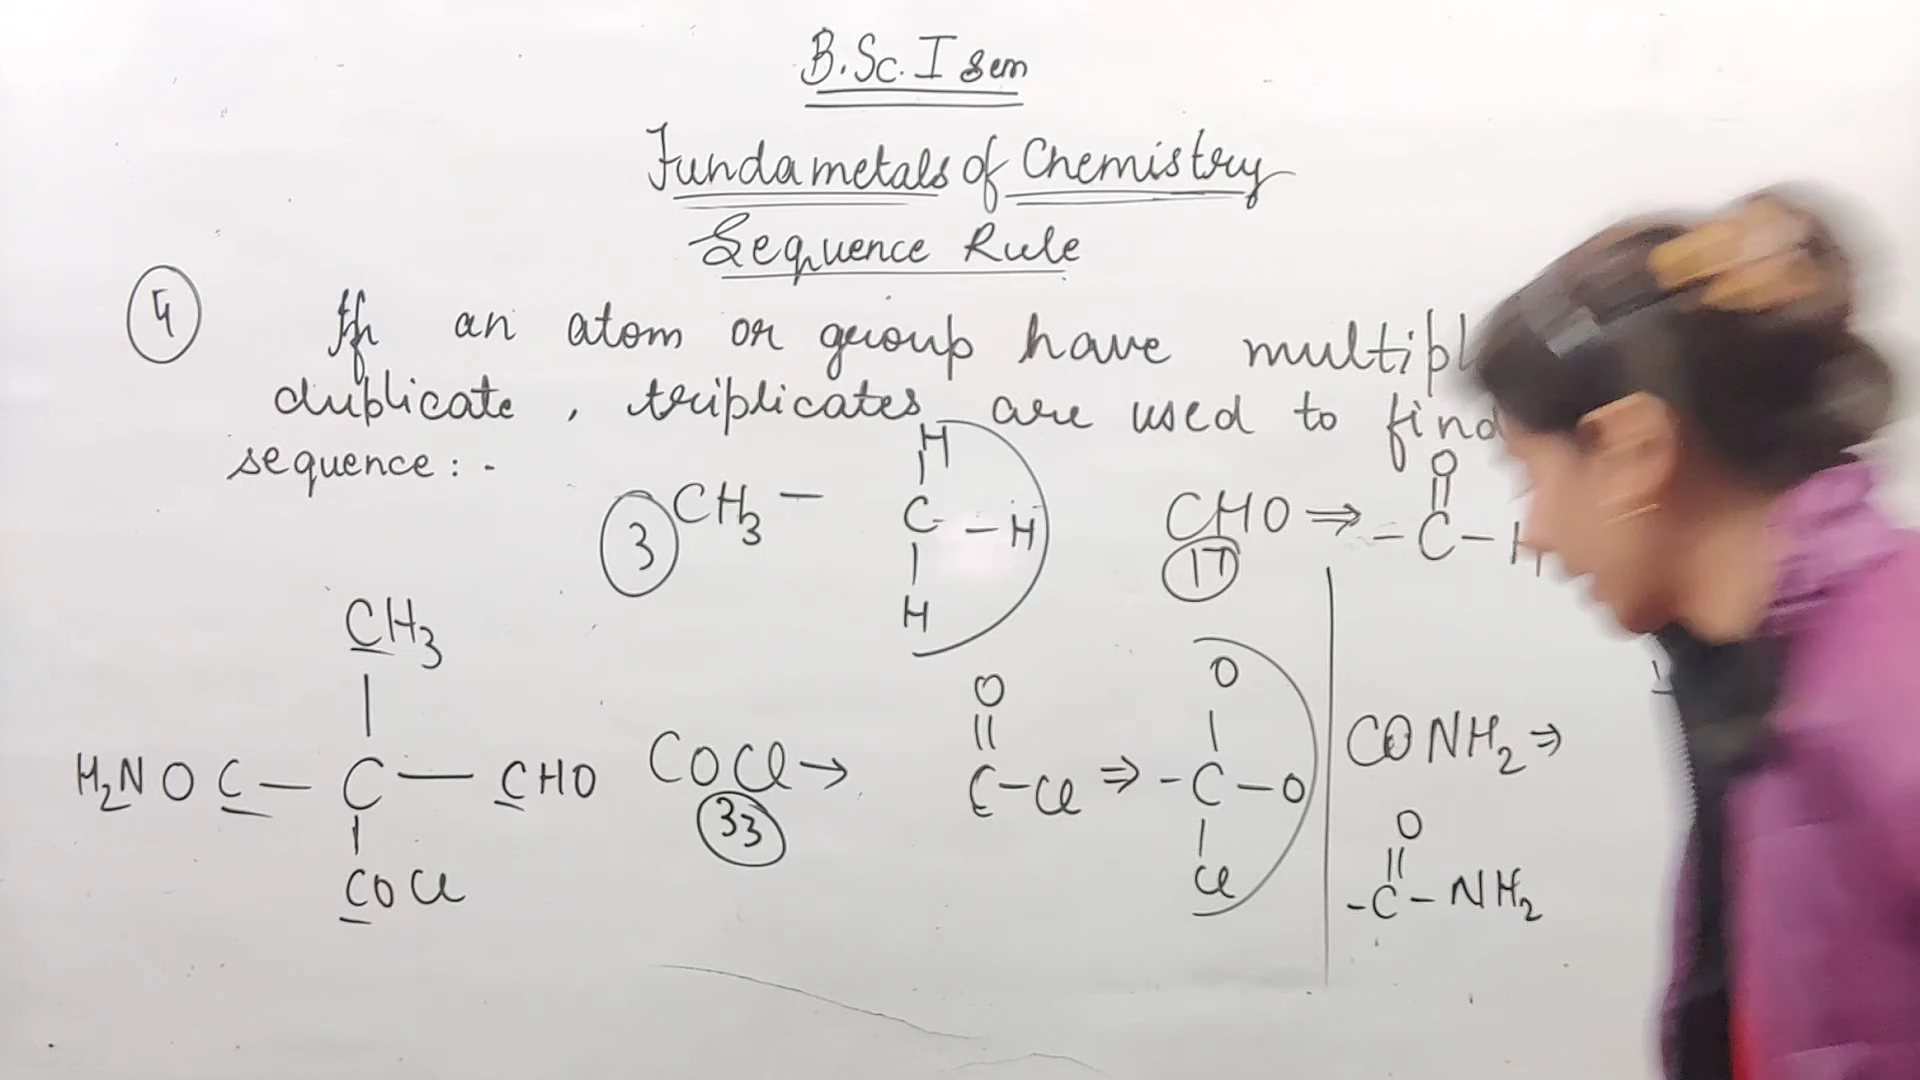 B.Sc. I sem
Fundametals of Chemistry
Sequence Rule
4 If an atom or group have
duplicate, triplicates are used to find
sequence:-
3 CH3 - H C - H H
CHO ⇒ O || - C - H
17
CH3
|
H2NOC - C - CHO
|
COCl
COCl → O || C - Cl ⇒ O | - C - O | Cl
33
CONH2 ⇒
O
||
- C - NH2